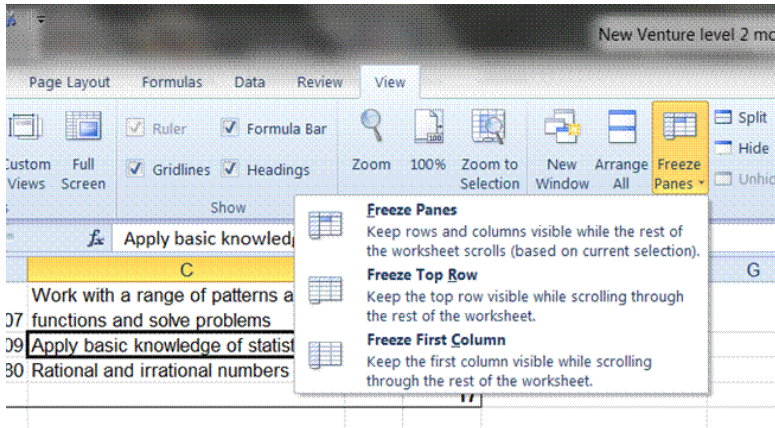 New Venture level 2 mo
Page Layout Formulas Data Review View
Custom Views
Full Screen
Ruler
Formula Bar
Gridlines
Headings
Show
Zoom
100%
Zoom to Selection
New Window
Arrange All
Freeze Panes
Split
Hide
Unhid
Freeze Panes
Keep rows and columns visible while the rest of
the worksheet scrolls (based on current selection).
Freeze Top Row
Keep the top row visible while scrolling through
the rest of the worksheet.
Freeze First Column
Keep the first column visible while scrolling
through the rest of the worksheet.
fx Apply basic knowled
C G
Work with a range of patterns a
07 functions and solve problems
09 Apply basic knowledge of statist
80 Rational and irrational numbers
17